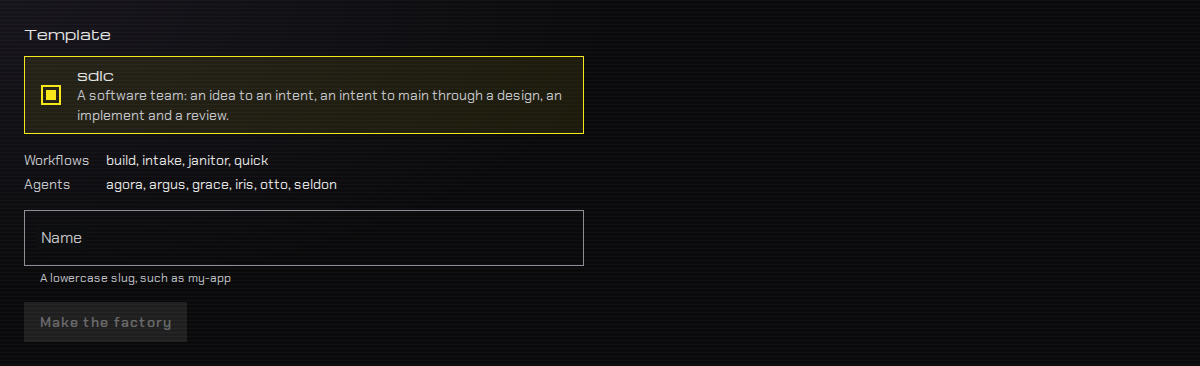 Template
sdlc
A software team: an idea to an intent, an intent to main through a design, an
implement and a review.
Workflows build, intake, janitor, quick
Agents agora, argus, grace, iris, otto, seldon
Name
A lowercase slug, such as my-app
Make the factory